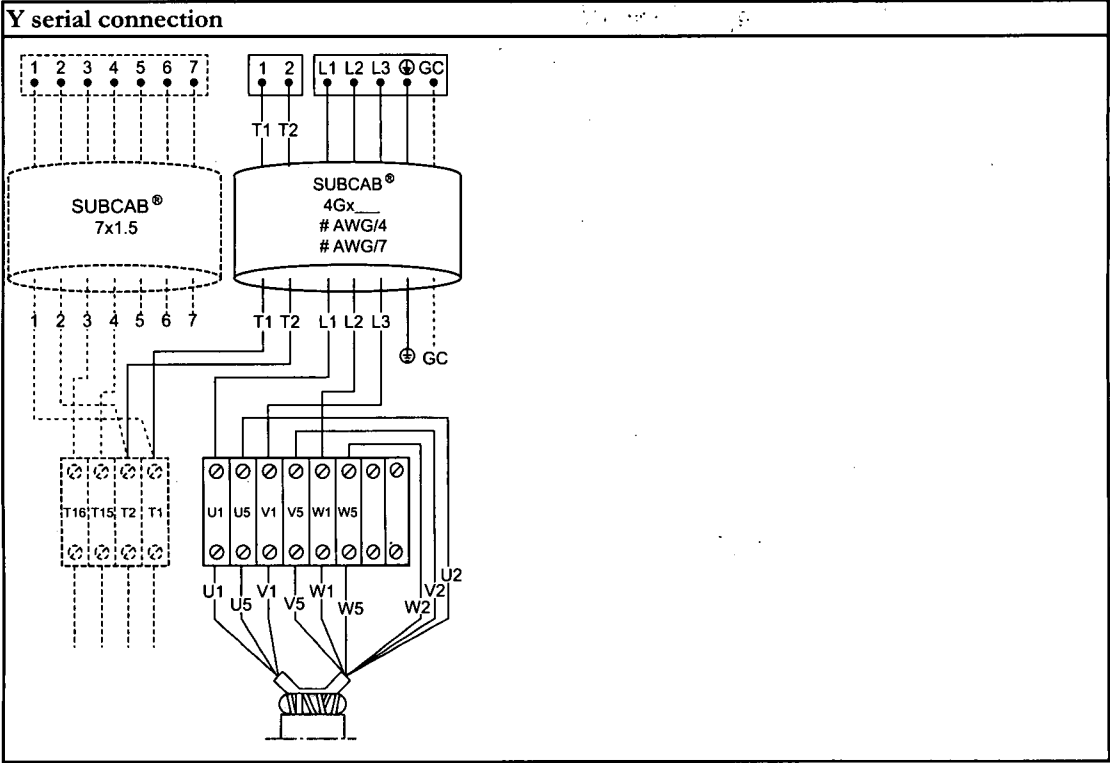 Y serial connection
1 2 3 4 5 6 7
1 2
L1 L2 L3 ⏚ GC
T1 T2
SUBCAB®
7x1.5
SUBCAB®
4Gx___
# AWG/4
# AWG/7
1 2 3 4 5 6 7
T1 T2 L1 L2 L3
⏚ GC
T16 T15 T2 T1
U1 U5 V1 V5 W1 W5
U1 U5 V1 V5 W1 W5 W2 V2 U2